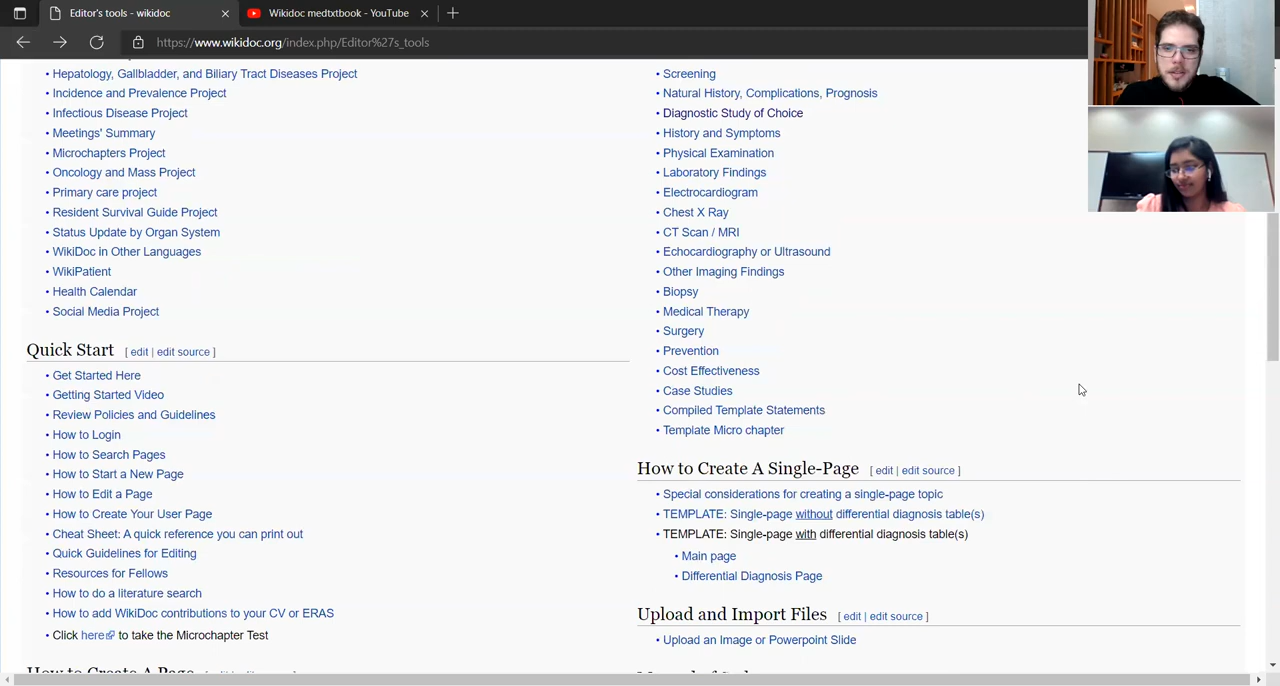 Editor's tools - wikidoc
Wikidoc medtxtbook - YouTube
https://www.wikidoc.org/index.php/Editor%27s_tools
• Hepatology, Gallbladder, and Biliary Tract Diseases Project
• Incidence and Prevalence Project
• Infectious Disease Project
• Meetings' Summary
• Microchapters Project
• Oncology and Mass Project
• Primary care project
• Resident Survival Guide Project
• Status Update by Organ System
• WikiDoc in Other Languages
• WikiPatient
• Health Calendar
• Social Media Project
Quick Start [ edit | edit source ]
• Get Started Here
• Getting Started Video
• Review Policies and Guidelines
• How to Login
• How to Search Pages
• How to Start a New Page
• How to Edit a Page
• How to Create Your User Page
• Cheat Sheet: A quick reference you can print out
• Quick Guidelines for Editing
• Resources for Fellows
• How to do a literature search
• How to add WikiDoc contributions to your CV or ERAS
• Click here to take the Microchapter Test
How to Create A Page
• Screening
• Natural History, Complications, Prognosis
• Diagnostic Study of Choice
• History and Symptoms
• Physical Examination
• Laboratory Findings
• Electrocardiogram
• Chest X Ray
• CT Scan / MRI
• Echocardiography or Ultrasound
• Other Imaging Findings
• Biopsy
• Medical Therapy
• Surgery
• Prevention
• Cost Effectiveness
• Case Studies
• Compiled Template Statements
• Template Micro chapter
How to Create A Single-Page [ edit | edit source ]
• Special considerations for creating a single-page topic
• TEMPLATE: Single-page without differential diagnosis table(s)
• TEMPLATE: Single-page with differential diagnosis table(s)
• Main page
• Differential Diagnosis Page
Upload and Import Files [ edit | edit source ]
• Upload an Image or Powerpoint Slide